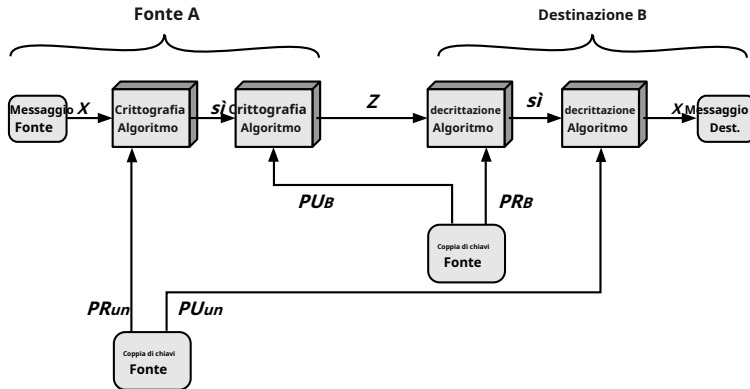 Fonte A
Destinazione B
Messaggio
Fonte
X
Crittografia
Algoritmo
sì
Crittografia
Algoritmo
Z
decrittazione
Algoritmo
sì
decrittazione
Algoritmo
X
Messaggio
Dest.
PUB
PRB
Coppia di chiavi
Fonte
PRun
PUun
Coppia di chiavi
Fonte